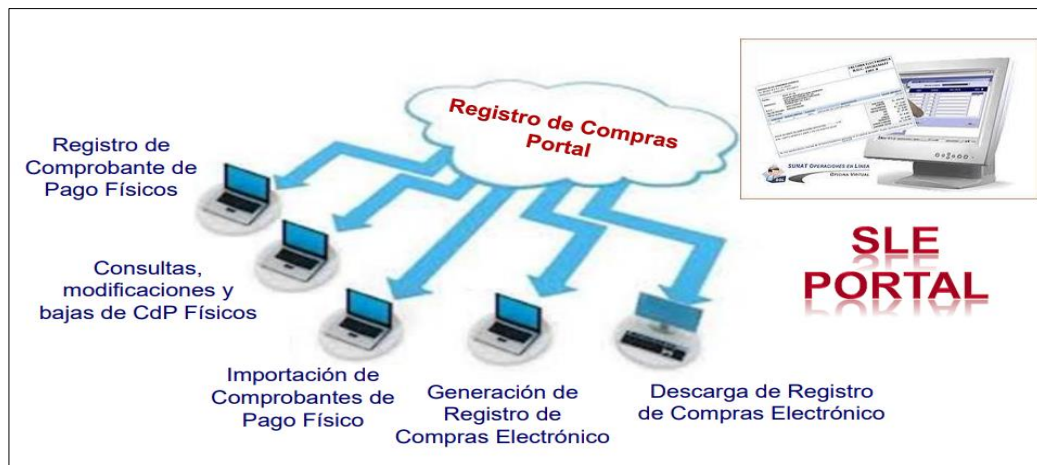 Registro de Compras
Portal
Registro de
Comprobante de
Pago Físicos
Consultas,
modificaciones y
bajas de CdP Físicos
Importación de
Comprobantes de
Pago Físico
Generación de
Registro de
Compras Electrónico
Descarga de Registro
de Compras Electrónico
SUNAT OPERACIONES EN LÍNEA
OFICINA VIRTUAL
SLE
PORTAL